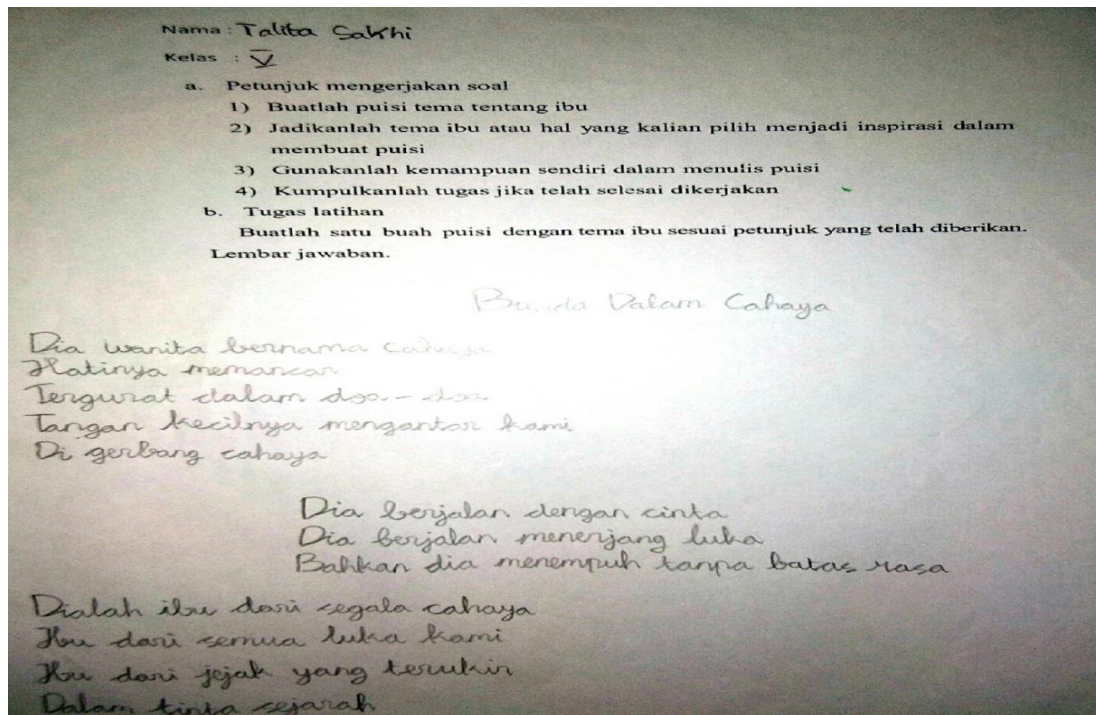 Nama : Talita Sakhi
Kelas : V
a. Petunjuk mengerjakan soal
1) Buatlah puisi tema tentang ibu
2) Jadikanlah tema ibu atau hal yang kalian pilih menjadi inspirasi dalam
membuat puisi
3) Gunakanlah kemampuan sendiri dalam menulis puisi
4) Kumpulkanlah tugas jika telah selesai dikerjakan
b. Tugas latihan
Buatlah satu buah puisi dengan tema ibu sesuai petunjuk yang telah diberikan.
Lembar jawaban.
Bunda Dalam Cahaya
Dia wanita bernama cahaya
Hatinya memancar
Tergurat dalam doa-doa
Tangan kecilnya mengantar kami
Di gerbang cahaya
Dia berjalan dengan cinta
Dia berjalan menerjang luka
Bahkan dia menempuh tanpa batas rasa
Dialah ibu dari segala cahaya
Ibu dari semua luka kami
Ibu dari jejak yang terukir
Dalam tinta sejarah